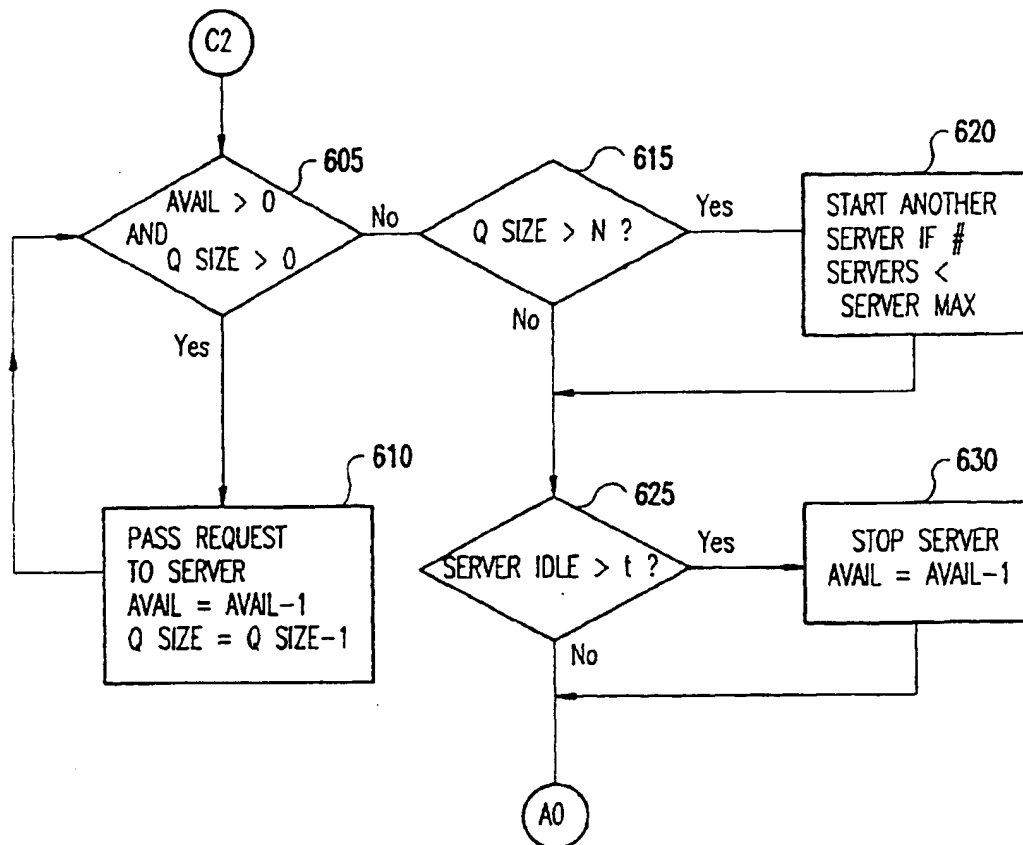 C2
605
AVAIL > 0
AND
Q SIZE > 0
No
Yes
610
PASS REQUEST
TO SERVER
AVAIL = AVAIL-1
Q SIZE = Q SIZE-1
615
Q SIZE > N ?
Yes
No
620
START ANOTHER
SERVER IF #
SERVERS <
SERVER MAX
625
SERVER IDLE > t ?
Yes
No
630
STOP SERVER
AVAIL = AVAIL-1
A0